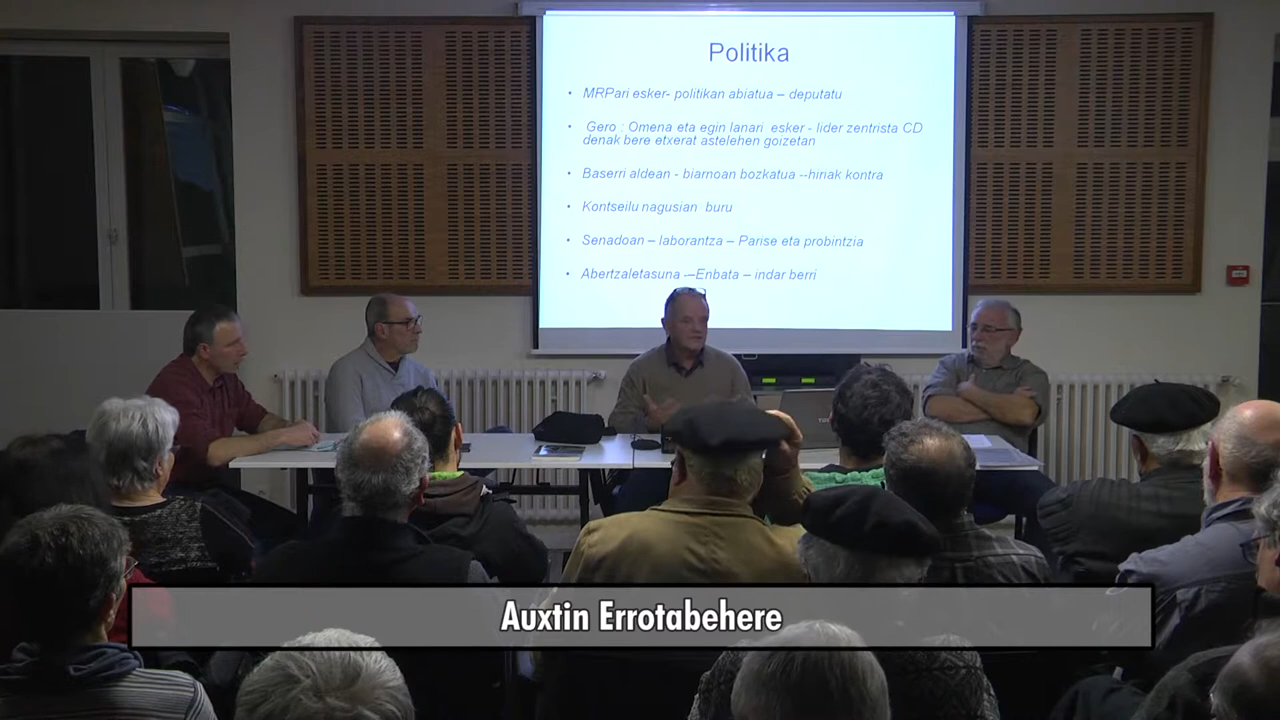 Politika
• MRPari esker- politikan abiatua – deputatu
• Gero : Omena eta egin lanari esker - lider zentrista CD
denak bere etxerat astelehen goizetan
• Baserri aldean - biarnoan bozkatua --hiriak kontra
• Kontseilu nagusian buru
• Senadoan – laborantza – Parise eta probintzia
• Abertzaletasuna -–Enbata – indar berri
Auxtin Errotabehere